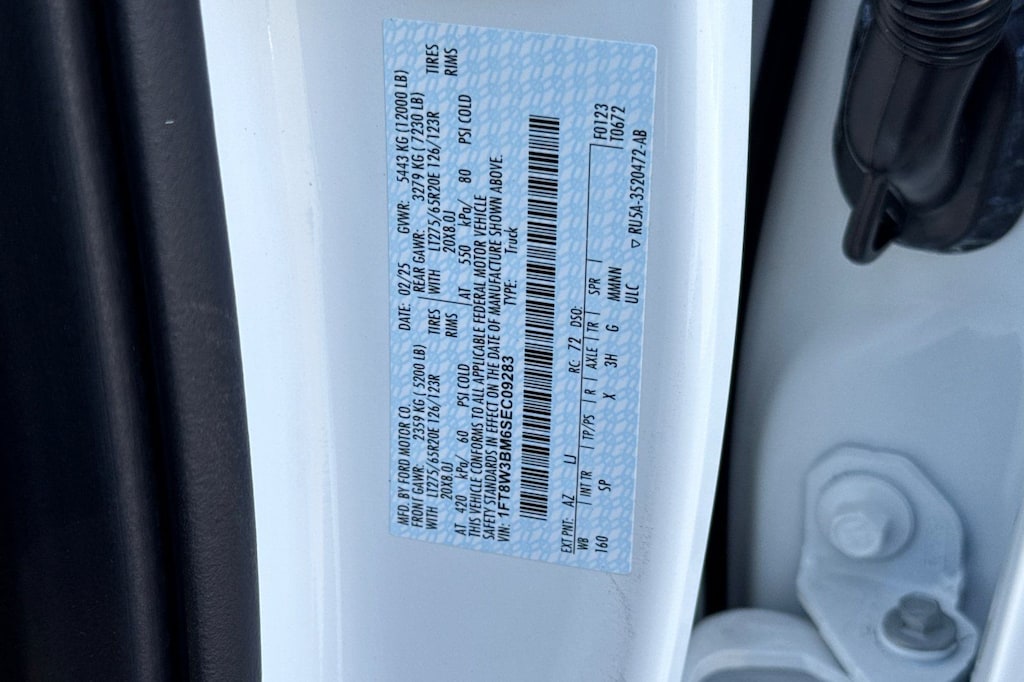 MFD. BY FORD MOTOR CO. DATE: 02/25 GVWR: 5443 KG (12000 LB)
FRONT GAWR: 2359 KG (5200 LB) REAR GAWR: 3279 KG (7230 LB)
WITH LT275/65R20E 126/123R TIRES WITH LT275/65R20E 126/123R TIRES
20X8.0J RIMS 20X8.0J RIMS
AT 420 kPa/ 60 PSI COLD AT 550 kPa/ 80 PSI COLD
THIS VEHICLE CONFORMS TO ALL APPLICABLE FEDERAL MOTOR VEHICLE
SAFETY STANDARDS IN EFFECT ON THE DATE OF MANUFACTURE SHOWN ABOVE.
VIN: 1FT8W3BM6SEC09283 TYPE: Truck
EXT PNT: AZ LJ RC: 72 DSO: F0123
WB INT TR TP/PS R AXLE TR SPR T0672
160 SP X 3H G MMNNN
ULC ▽ RU5A-3520472-AB